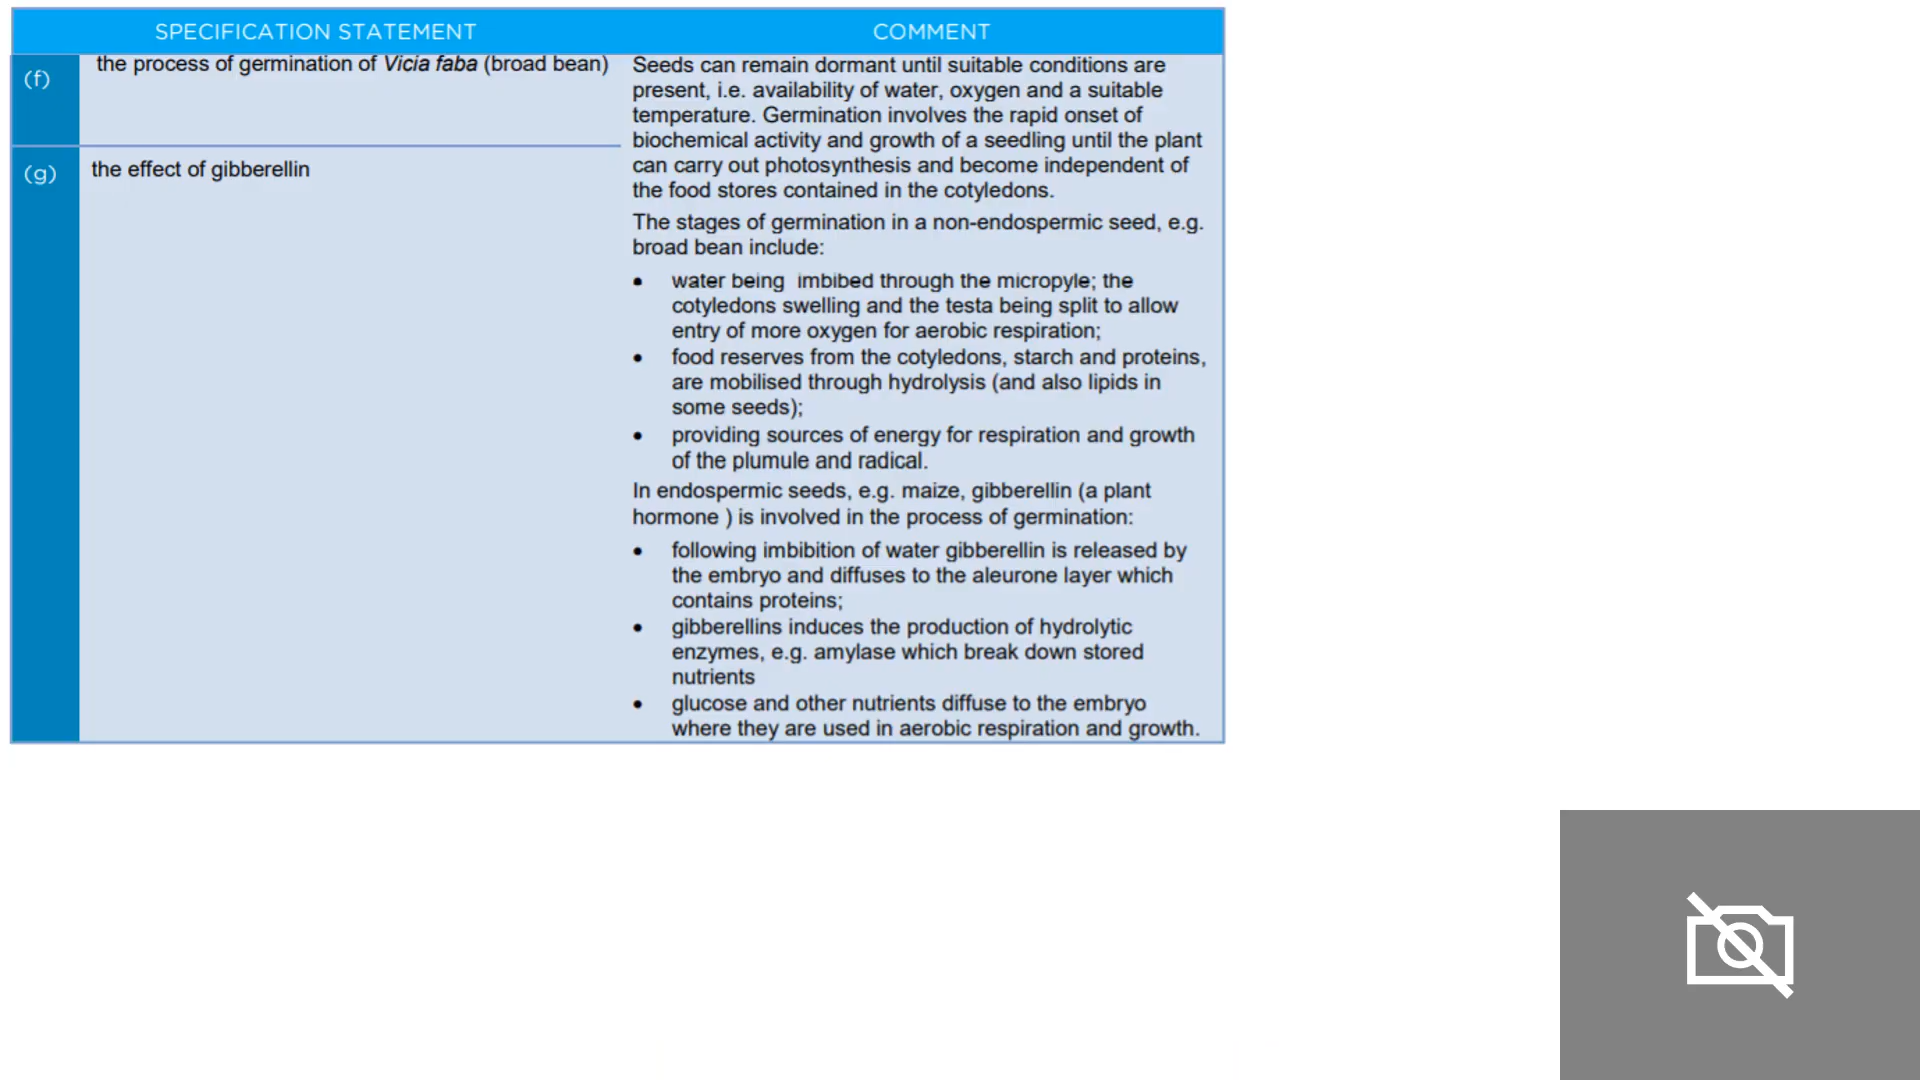 SPECIFICATION STATEMENT COMMENT
(f) the process of germination of Vicia faba (broad bean)
(g) the effect of gibberellin
Seeds can remain dormant until suitable conditions are
present, i.e. availability of water, oxygen and a suitable
temperature. Germination involves the rapid onset of
biochemical activity and growth of a seedling until the plant
can carry out photosynthesis and become independent of
the food stores contained in the cotyledons.
The stages of germination in a non-endospermic seed, e.g.
broad bean include:
• water being imbibed through the micropyle; the
cotyledons swelling and the testa being split to allow
entry of more oxygen for aerobic respiration;
• food reserves from the cotyledons, starch and proteins,
are mobilised through hydrolysis (and also lipids in
some seeds);
• providing sources of energy for respiration and growth
of the plumule and radical.
In endospermic seeds, e.g. maize, gibberellin (a plant
hormone ) is involved in the process of germination:
• following imbibition of water gibberellin is released by
the embryo and diffuses to the aleurone layer which
contains proteins;
• gibberellins induces the production of hydrolytic
enzymes, e.g. amylase which break down stored
nutrients
• glucose and other nutrients diffuse to the embryo
where they are used in aerobic respiration and growth.